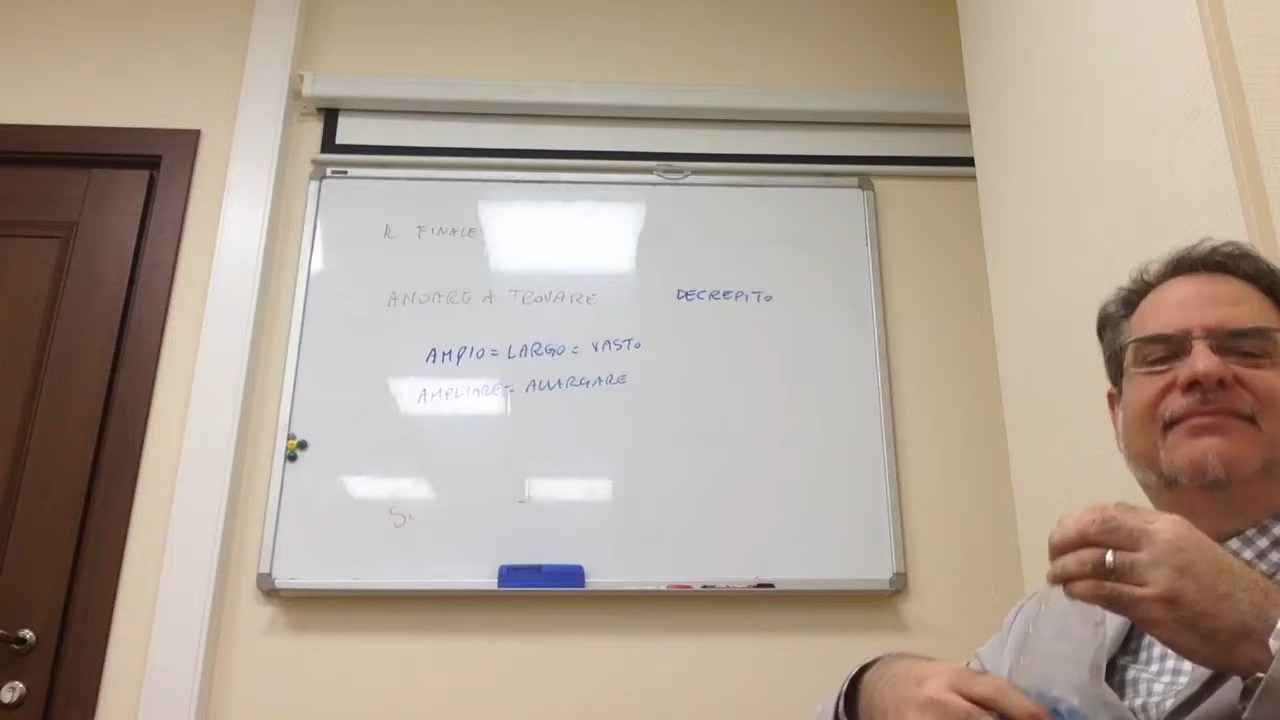 IL FINALE
ANDARE A TROVARE DECREPITO
AMPIO = LARGO = VASTO
AMPLIARE = ALLARGARE